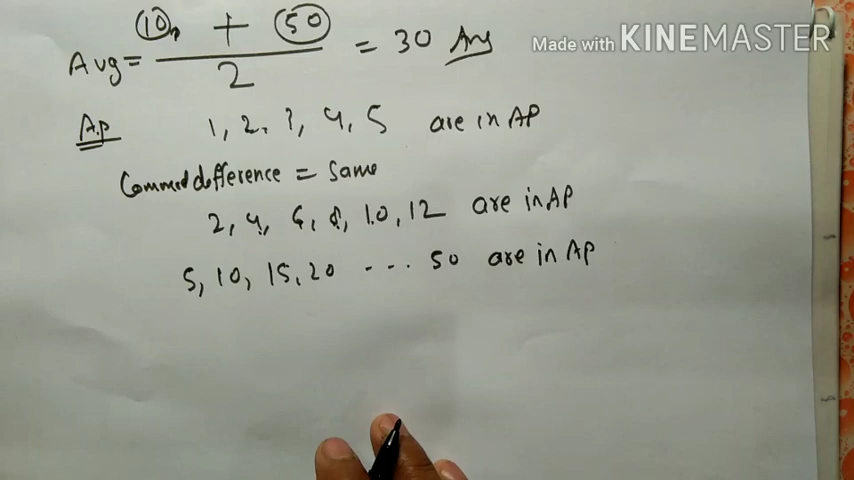 Made with KINEMASTER
Avg = (10, + 50) / 2 = 30 Ans
A.P 1, 2, 3, 4, 5 are in AP
Common difference = Same
2, 4, 6, 8, 10, 12 are in AP
5, 10, 15, 20 --- 50 are in AP